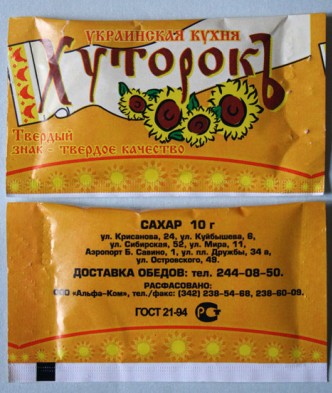 УКРАИНСКАЯ КУХНЯ
ХУТОРОКЪ
Твердый
знак - твердое качество
САХАР 10 г
ул. Крисанова, 24, ул. Куйбышева, 6,
ул. Сибирская, 52, ул. Мира, 11,
Аэропорт Б. Савино, 1, ул. пл. Дружбы, 34 а,
ул. Островского, 49.
ДОСТАВКА ОБЕДОВ: тел. 244-08-50.
РАСФАСОВАНО:
ООО «Альфа-Ком», тел./факс: (342) 238-54-68, 238-60-09.
ГОСТ 21-94